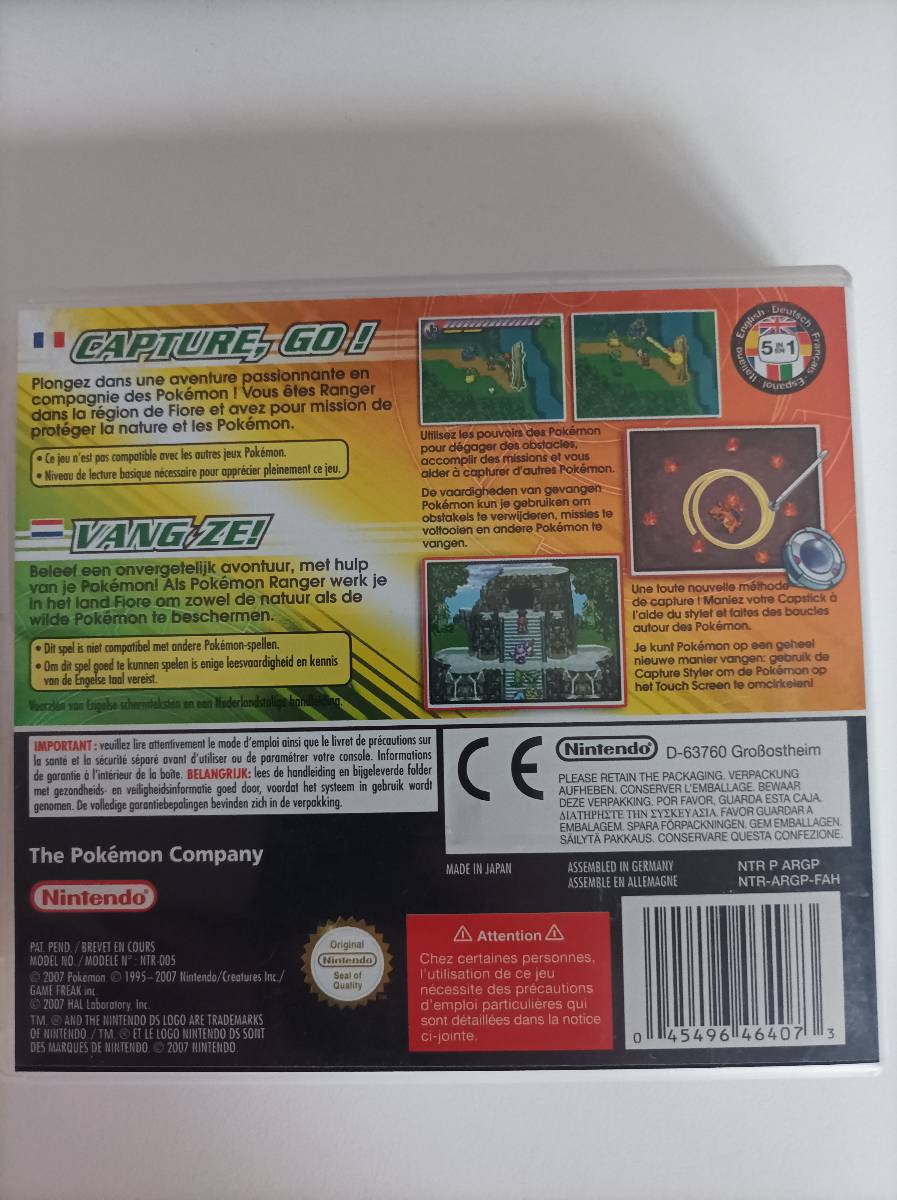 CAPTURE, GO !
Plongez dans une aventure passionnante en
compagnie des Pokémon ! Vous êtes Ranger
dans la région de Fiore et avez pour mission de
protéger la nature et les Pokémon.
• Ce jeu n'est pas compatible avec les autres jeux Pokémon.
• Niveau de lecture basique nécessaire pour apprécier pleinement ce jeu.
VANG ZE!
Beleef een onvergetelijk avontuur, met hulp
van je Pokémon! Als Pokémon Ranger werk je
in het land Fiore om zowel de natuur als de
wilde Pokémon te beschermen.
• Dit spel is niet compatibel met andere Pokémon-spellen.
• Om dit spel goed te kunnen spelen is enige leesvaardigheid en kennis
van de Engelse taal vereist.
Voorzien van Engelse schermteksten en een Nederlandstalige handleiding.
Utilisez les pouvoirs des Pokémon
pour dégager des obstacles,
accomplir des missions et vous
aider à capturer d'autres Pokémon.
De vaardigheden van gevangen
Pokémon kun je gebruiken om
obstakels te verwijderen, missies te
voltooien en andere Pokémon te
vangen.
English · Deutsch · Français · Español · Italiano
5 IN EN 1
Une toute nouvelle méthode
de capture ! Maniez votre Capstick à
l'aide du stylet et faites des boucles
autour des Pokémon.
Je kunt Pokémon op een geheel
nieuwe manier vangen: gebruik de
Capture Styler om de Pokémon op
het Touch Screen te omcirkelen!
IMPORTANT : veuillez lire attentivement le mode d'emploi ainsi que le livret de précautions sur
la santé et la sécurité séparé avant d'utiliser ou de paramétrer votre console. Informations
de garantie à l'intérieur de la boîte. BELANGRIJK: lees de handleiding en bijgeleverde folder
met gezondheids- en veiligheidsinformatie goed door, voordat het systeem in gebruik wordt
genomen. De volledige garantiebepalingen bevinden zich in de verpakking.
CE
Nintendo® D-63760 Großostheim
PLEASE RETAIN THE PACKAGING. VERPACKUNG
AUFHEBEN. CONSERVER L'EMBALLAGE. BEWAAR
DEZE VERPAKKING. POR FAVOR, GUARDA ESTA CAJA.
ΔΙΑΤΗΡΗΣΤΕ ΤΗΝ ΣΥΣΚΕΥΑΣΙΑ. FAVOR GUARDAR A
EMBALAGEM. SPARA FÖRPACKNINGEN. GEM EMBALLAGEN.
SÄILYTÄ PAKKAUS. CONSERVARE QUESTA CONFEZIONE.
MADE IN JAPAN
ASSEMBLED IN GERMANY
ASSEMBLE EN ALLEMAGNE
NTR P ARGP
NTR-ARGP-FAH
The Pokémon Company
Nintendo®
PAT. PEND. / BREVET EN COURS
MODEL NO. / MODELE N° : NTR-005
© 2007 Pokémon. © 1995–2007 Nintendo/Creatures Inc./
GAME FREAK inc.
© 2007 HAL Laboratory, Inc.
TM, ® AND THE NINTENDO DS LOGO ARE TRADEMARKS
OF NINTENDO. / TM, ® ET LE LOGO NINTENDO DS SONT
DES MARQUES DE NINTENDO. © 2007 NINTENDO.
Original
Nintendo
Seal of
Quality
⚠ Attention ⚠
Chez certaines personnes,
l'utilisation de ce jeu
nécessite des précautions
d'emploi particulières qui
sont détaillées dans la notice
ci-jointe.
0 45496 46407 3